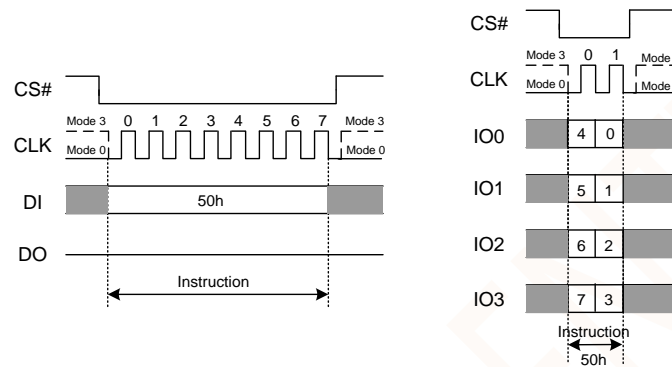 CS#
Mode 3 0 1 2 3 4 5 6 7 Mode 3
CLK
Mode 0 Mode 0
DI 50h
DO
Instruction
CS#
Mode 3 0 1 Mode
CLK
Mode 0 Mode
IO0 4 0
IO1 5 1
IO2 6 2
IO3 7 3
Instruction
50h